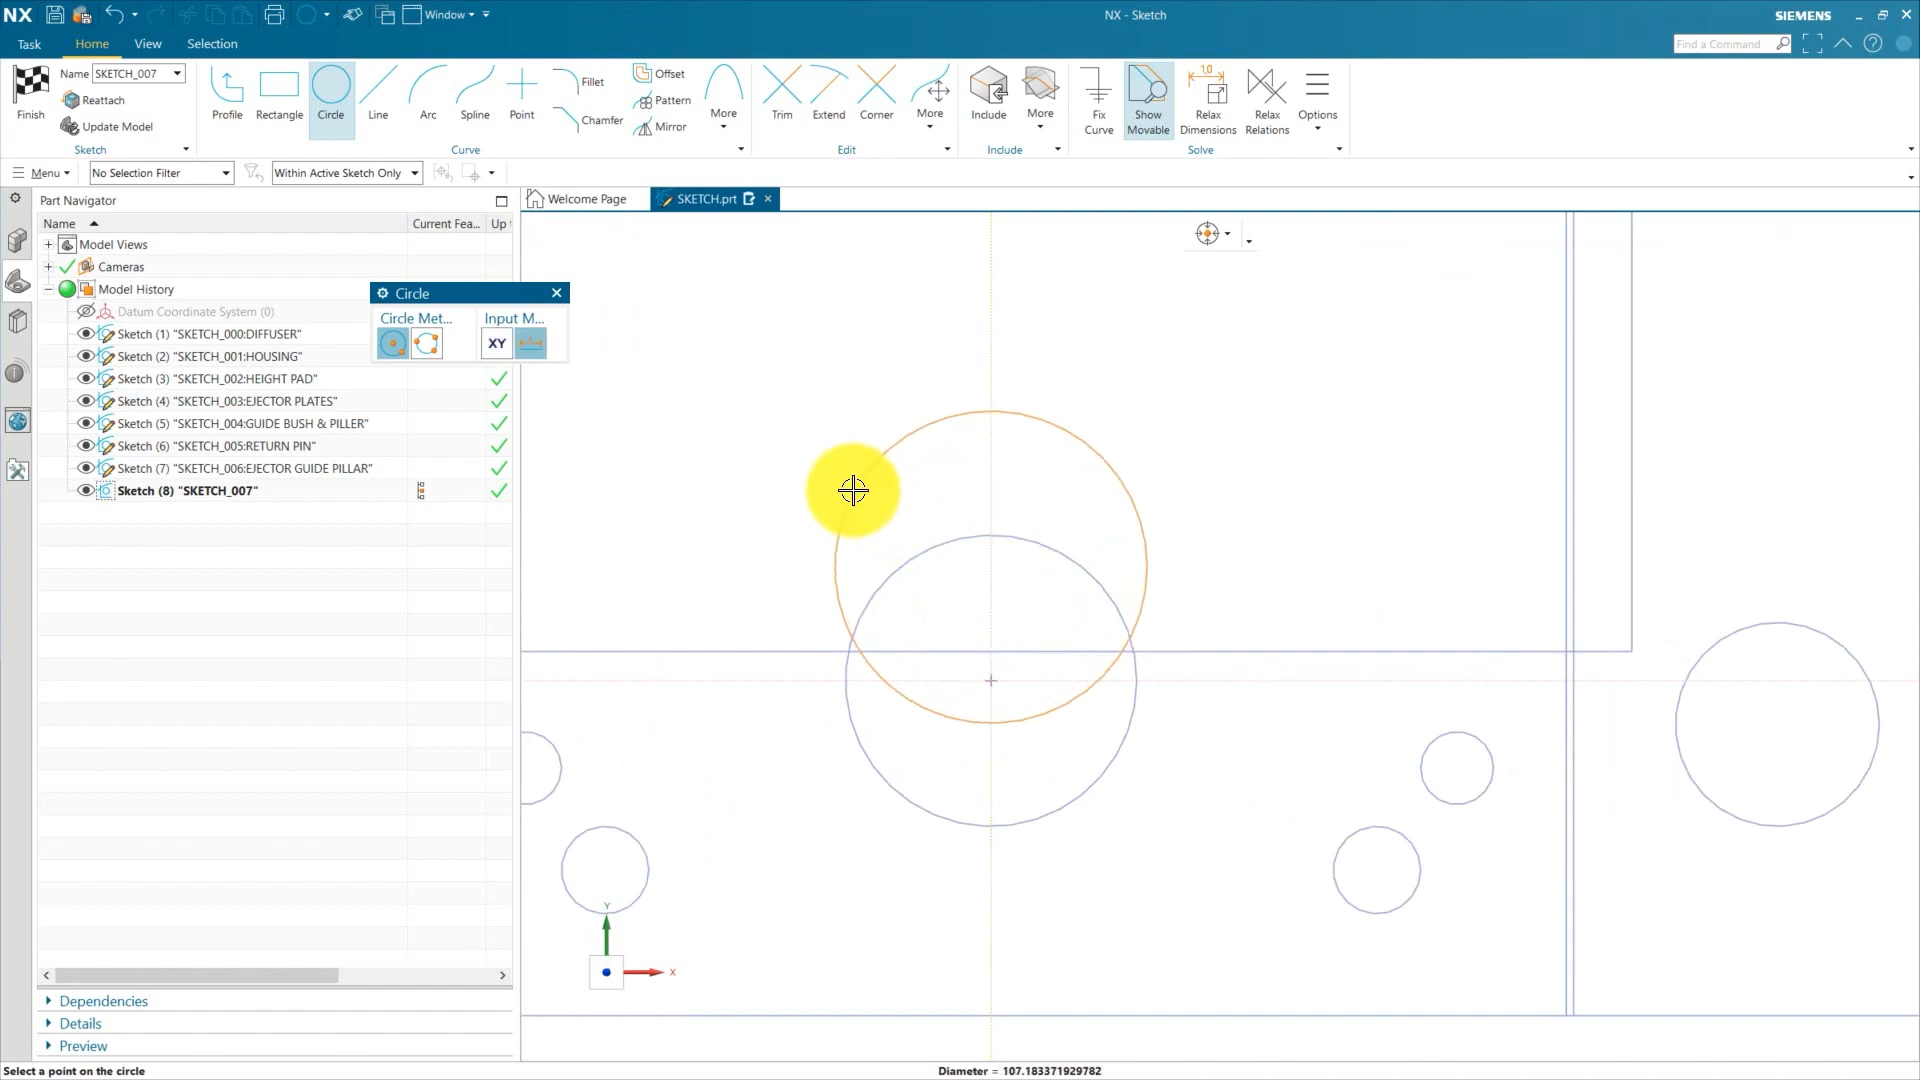 NX
Window
NX - Sketch
SIEMENS
Task
Home
View
Selection
Find a Command
Name
SKETCH_007
Reattach
Update Model
Finish
Sketch
Profile
Rectangle
Circle
Line
Arc
Spline
Point
Fillet
Chamfer
Offset
Pattern
Mirror
More
Curve
Trim
Extend
Corner
More
Edit
Include
More
Include
Fix
Curve
Show
Movable
1,0
Relax
Dimensions
Relax
Relations
Options
Solve
Menu
No Selection Filter
Within Active Sketch Only
Part Navigator
Welcome Page
SKETCH.prt
Name
Current Fea...
Up
Model Views
Cameras
Model History
Datum Coordinate System (0)
Sketch (1) "SKETCH_000:DIFFUSER"
Sketch (2) "SKETCH_001:HOUSING"
Sketch (3) "SKETCH_002:HEIGHT PAD"
Sketch (4) "SKETCH_003:EJECTOR PLATES"
Sketch (5) "SKETCH_004:GUIDE BUSH & PILLER"
Sketch (6) "SKETCH_005:RETURN PIN"
Sketch (7) "SKETCH_006:EJECTOR GUIDE PILLAR"
Sketch (8) "SKETCH_007"
Circle
Circle Met...
Input M...
XY
Y
X
Dependencies
Details
Preview
Select a point on the circle
Diameter = 107.183371929782